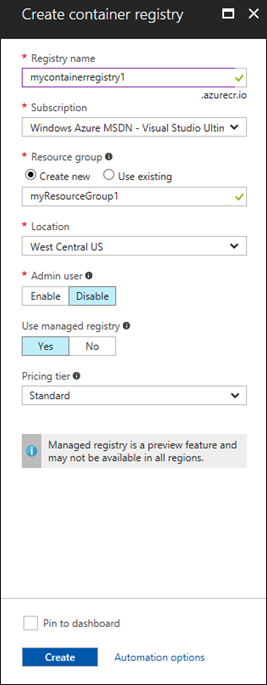 Create container registry
* Registry name
mycontainerregistry1
.azurecr.io
* Subscription
Windows Azure MSDN - Visual Studio Ultin
* Resource group
Create new Use existing
myResourceGroup1
* Location
West Central US
* Admin user
Enable Disable
Use managed registry
Yes No
Pricing tier
Standard
Managed registry is a preview feature and
may not be available in all regions.
Pin to dashboard
Create Automation options